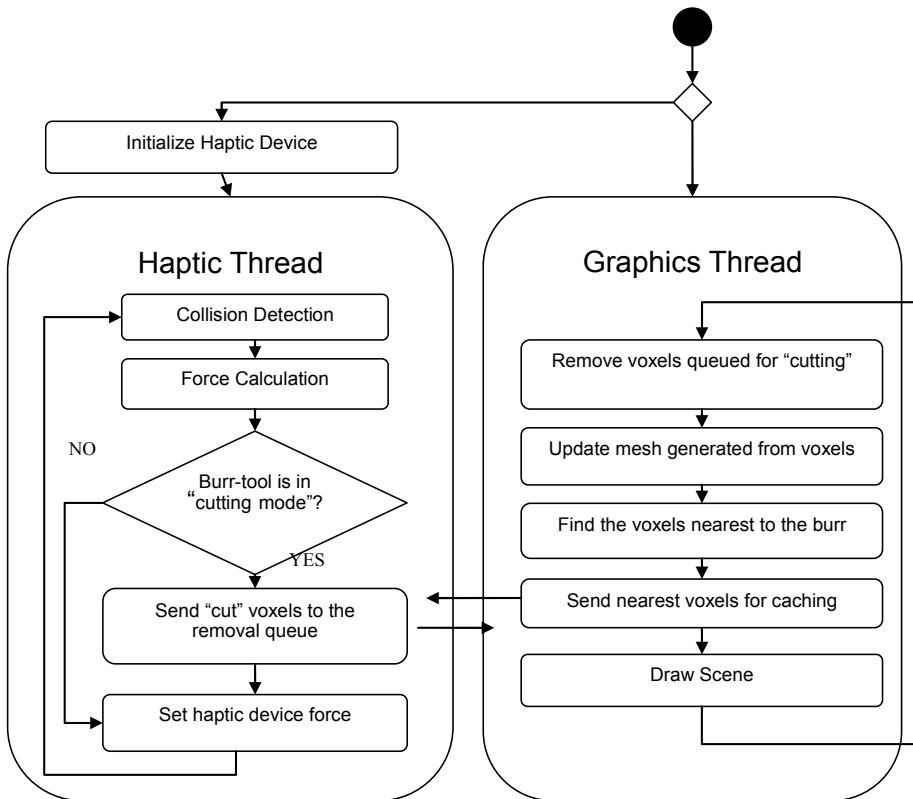 Initialize Haptic Device
Haptic Thread
Collision Detection
Force Calculation
NO
Burr-tool is in
“cutting mode”?
YES
Send “cut” voxels to the
removal queue
Set haptic device force
Graphics Thread
Remove voxels queued for “cutting”
Update mesh generated from voxels
Find the voxels nearest to the burr
Send nearest voxels for caching
Draw Scene